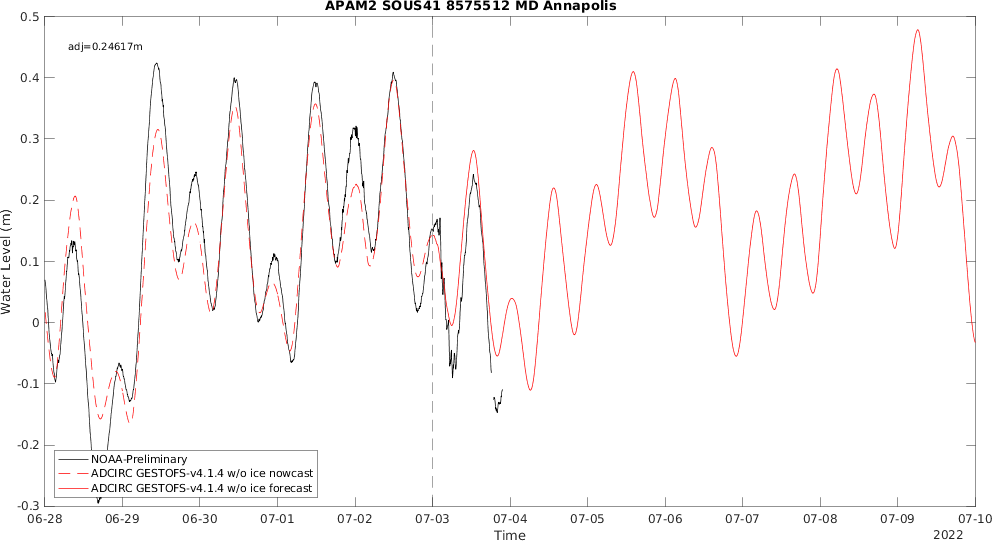 APAM2 SOUS41 8575512 MD Annapolis
adj=0.24617m
Water Level (m)
0.5
0.4
0.3
0.2
0.1
0
-0.1
-0.2
-0.3
NOAA-Preliminary
ADCIRC GESTOFS-v4.1.4 w/o ice nowcast
ADCIRC GESTOFS-v4.1.4 w/o ice forecast
06-28 06-29 06-30 07-01 07-02 07-03 07-04 07-05 07-06 07-07 07-08 07-09 07-10
Time
2022